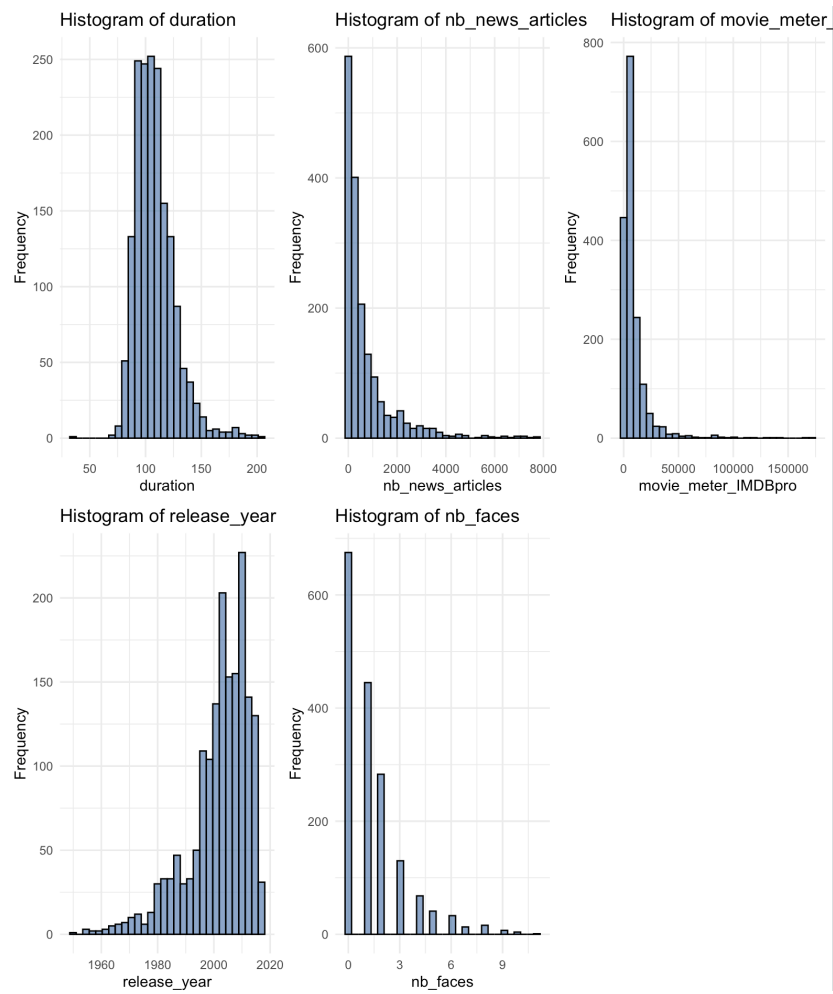 Histogram of duration
250
200
150
100
50
0
Frequency
50 100 150 200
duration
Histogram of nb_news_articles
600
400
200
0
Frequency
0 2000 4000 6000 8000
nb_news_articles
Histogram of movie_meter_
800
600
400
200
0
Frequency
0 50000 100000 150000
movie_meter_IMDBpro
Histogram of release_year
200
150
100
50
0
Frequency
1960 1980 2000 2020
release_year
Histogram of nb_faces
600
400
200
0
Frequency
0 3 6 9
nb_faces